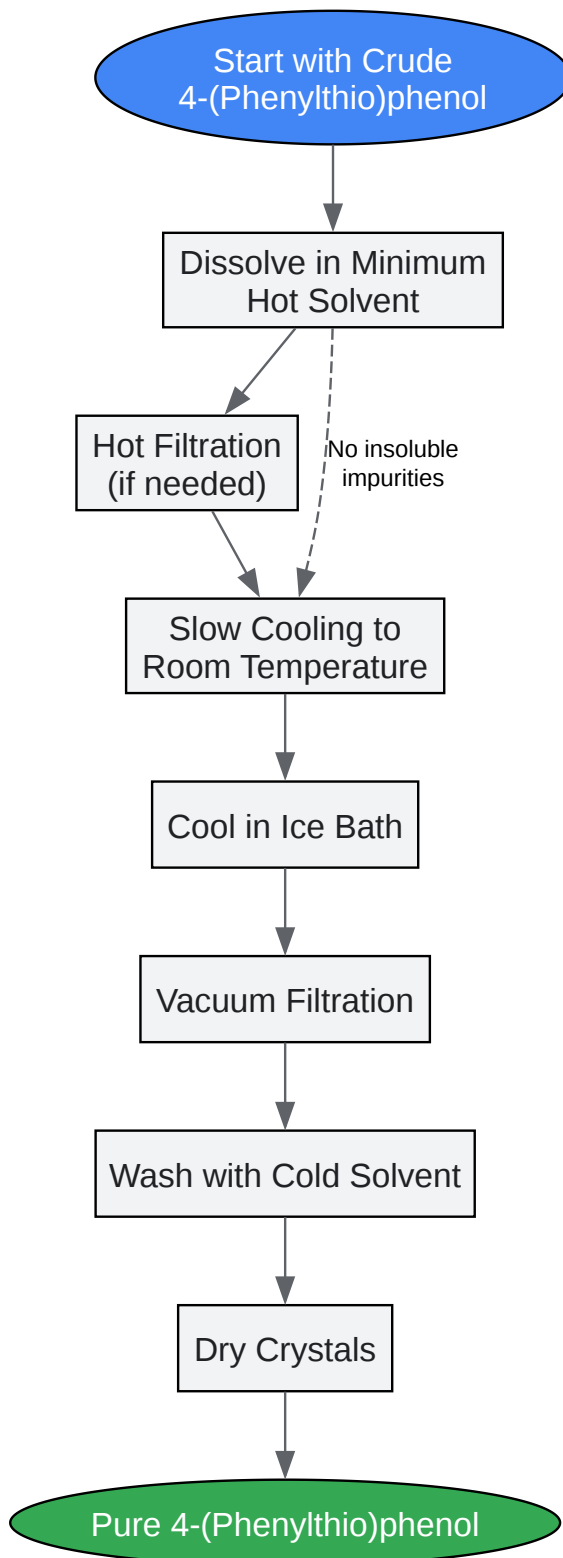 Start with Crude
4-(Phenylthio)phenol
Dissolve in Minimum
Hot Solvent
Hot Filtration
(if needed)
No insoluble
impurities
Slow Cooling to
Room Temperature
Cool in Ice Bath
Vacuum Filtration
Wash with Cold Solvent
Dry Crystals
Pure 4-(Phenylthio)phenol